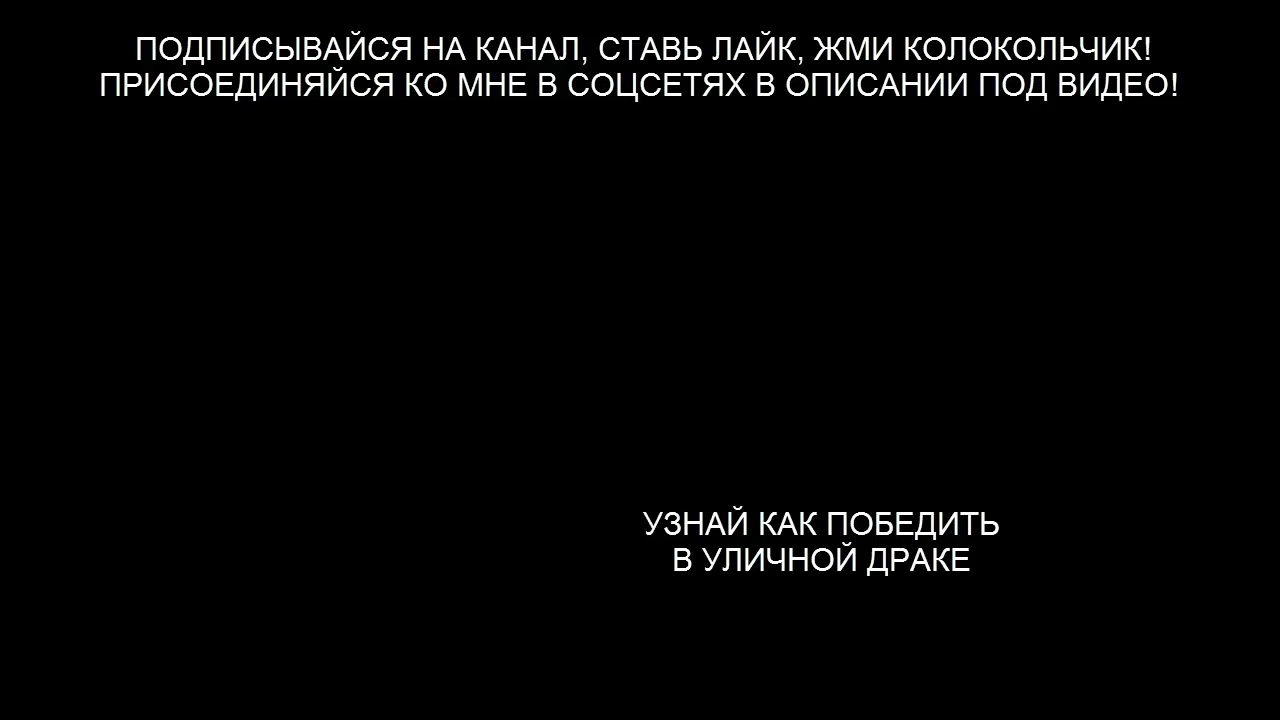 ПОДПИСЫВАЙСЯ НА КАНАЛ, СТАВЬ ЛАЙК, ЖМИ КОЛОКОЛЬЧИК!
ПРИСОЕДИНЯЙСЯ КО МНЕ В СОЦСЕТЯХ В ОПИСАНИИ ПОД ВИДЕО!
УЗНАЙ КАК ПОБЕДИТЬ
В УЛИЧНОЙ ДРАКЕ